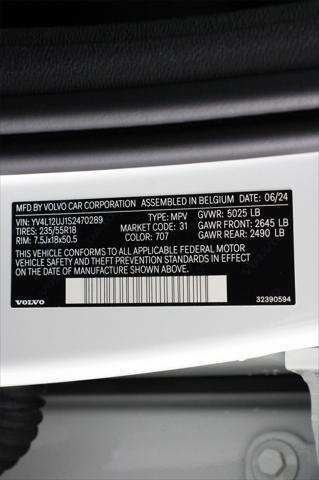 MFD BY VOLVO CAR CORPORATION ASSEMBLED IN BELGIUM DATE 06/24
VIN: YV4L12UJ1S2470289 TYPE: MPV GVWR: 5025 LB
TIRES: 235/55R18 MARKET CODE: 31 GAWR FRONT: 2645 LB
RIM: 7.5Jx18x50.5 COLOR: 707 GAWR REAR: 2490 LB
THIS VEHICLE CONFORMS TO ALL APPLICABLE FEDERAL MOTOR
VEHICLE SAFETY AND THEFT PREVENTION STANDARDS IN EFFECT
ON THE DATE OF MANUFACTURE SHOWN ABOVE
VOLVO 32390594